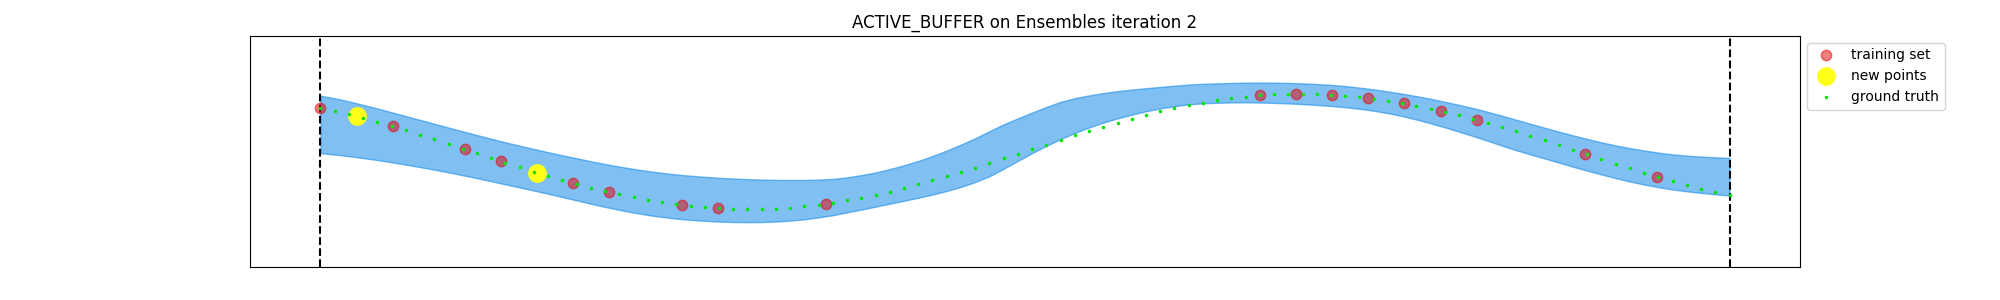 ACTIVE_BUFFER on Ensembles iteration 2
training set
new points
ground truth